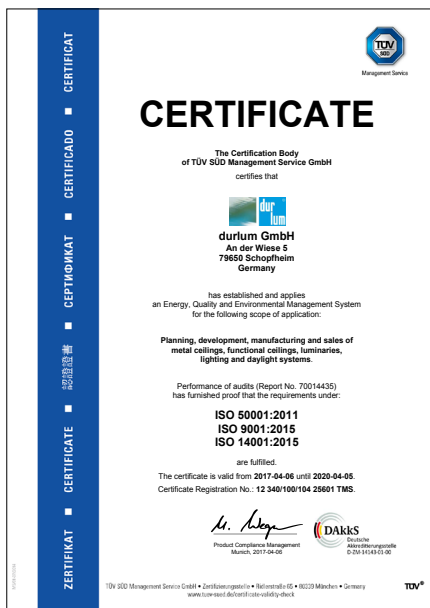 TÜV
SÜD
Management Service
CERTIFICATE
The Certification Body
of TÜV SÜD Management Service GmbH
certifies that
dur
lum
durlum GmbH
An der Wiese 5
79650 Schopfheim
Germany
has established and applies
an Energy, Quality and Environmental Management System
for the following scope of application:
Planning, development, manufacturing and sales of
metal ceilings, functional ceilings, luminaries,
lighting and daylight systems.
Performance of audits (Report No. 70014435)
has furnished proof that the requirements under:
ISO 50001:2011
ISO 9001:2015
ISO 14001:2015
are fulfilled.
The certificate is valid from 2017-04-06 until 2020-04-05.
Certificate Registration No.: 12 340/100/104 25601 TMS.
Product Compliance Management
Munich, 2017-04-06
DAkkS
Deutsche
Akkreditierungsstelle
D-ZM-14143-01-00
TÜV SÜD Management Service GmbH • Zertifizierungsstelle • Ridlerstraße 65 • 80339 München • Germany
www.tuev-sued.de/certificate-validity-check
TÜV®
ZERTIFIKAT ■ CERTIFICATE ■ 認證證書 ■ СЕРТИФИКАТ ■ CERTIFICADO ■ CERTIFICAT